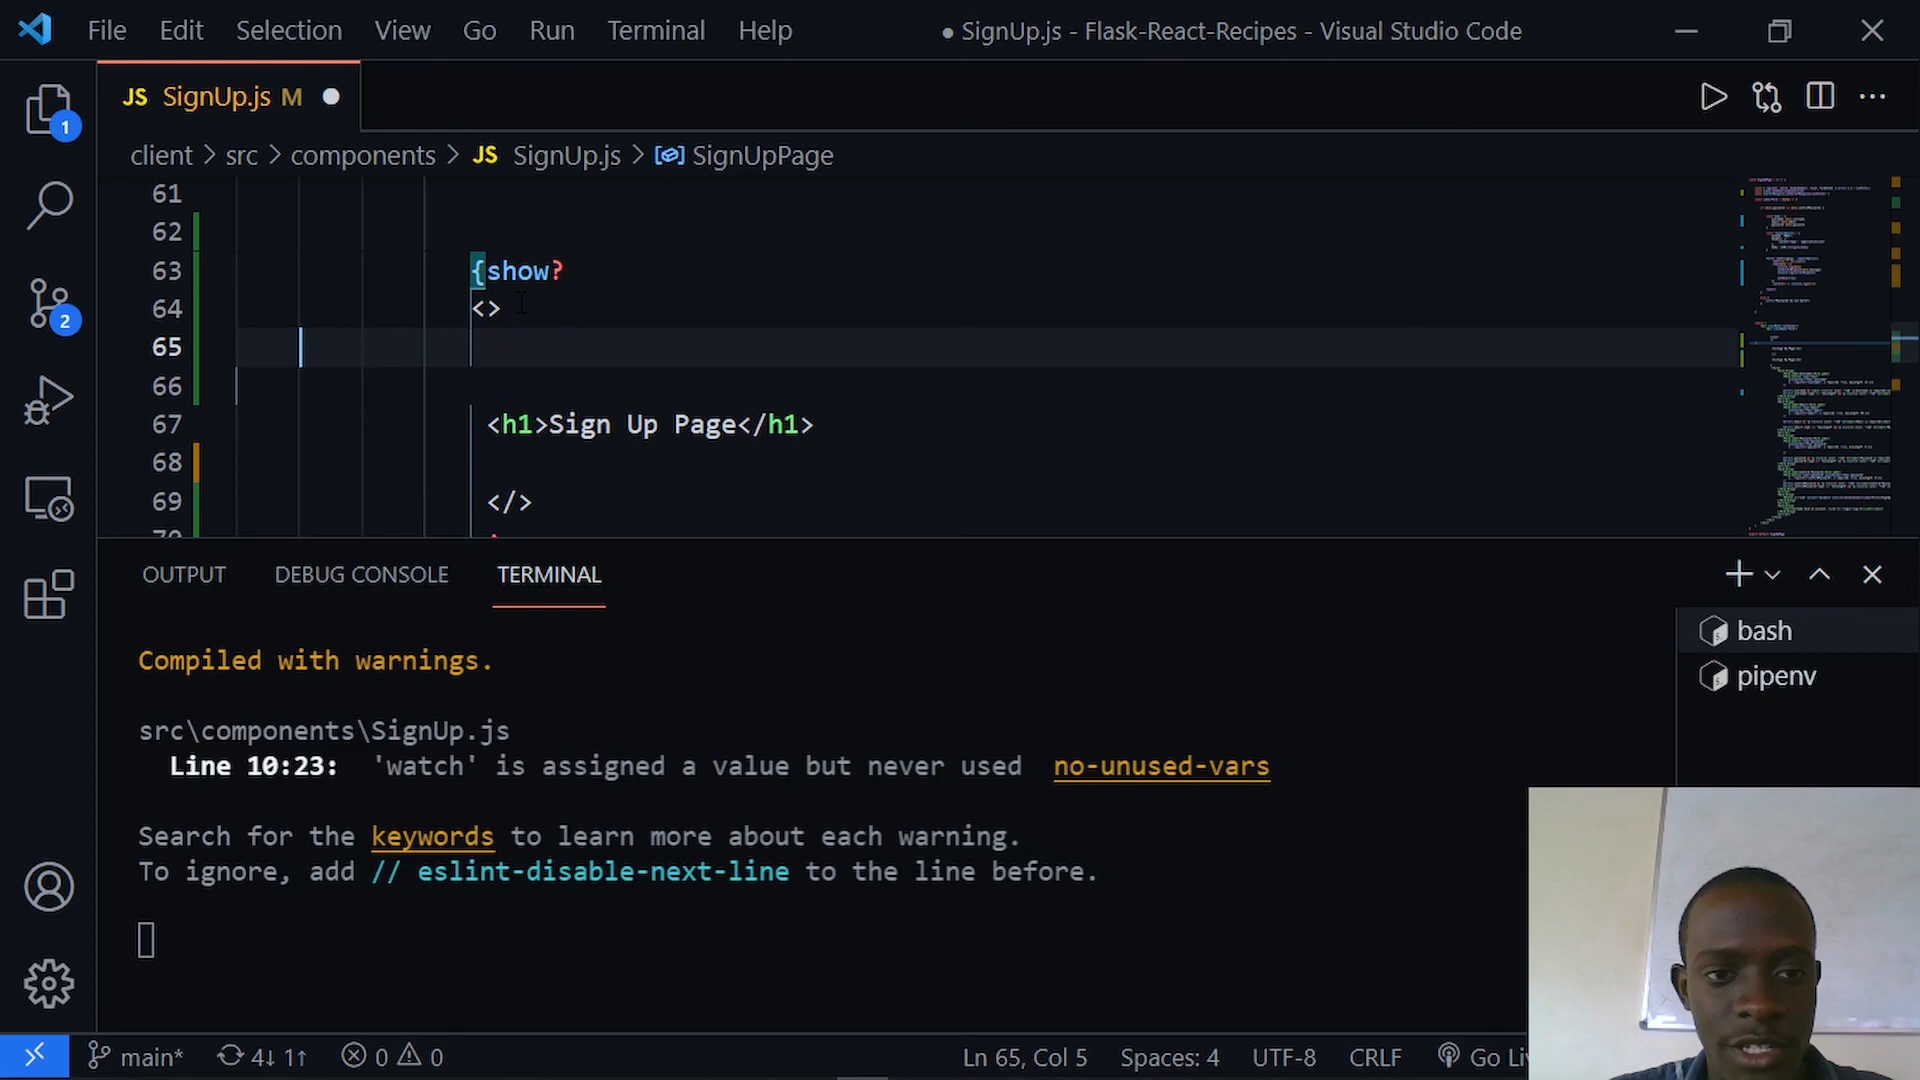 File Edit Selection View Go Run Terminal Help
● SignUp.js - Flask-React-Recipes - Visual Studio Code
JS SignUp.js M
client > src > components > JS SignUp.js > SignUpPage
61
62
63 {show?
64 <>
65
66
67 <h1>Sign Up Page</h1>
68
69 </>
OUTPUT DEBUG CONSOLE TERMINAL
1
2
bash
pipenv
Compiled with warnings.
src\components\SignUp.js
Line 10:23: 'watch' is assigned a value but never used no-unused-vars
Search for the keywords to learn more about each warning.
To ignore, add // eslint-disable-next-line to the line before.
main* 4↓ 1↑ 0 0
Ln 65, Col 5 Spaces: 4 UTF-8 CRLF Go Li